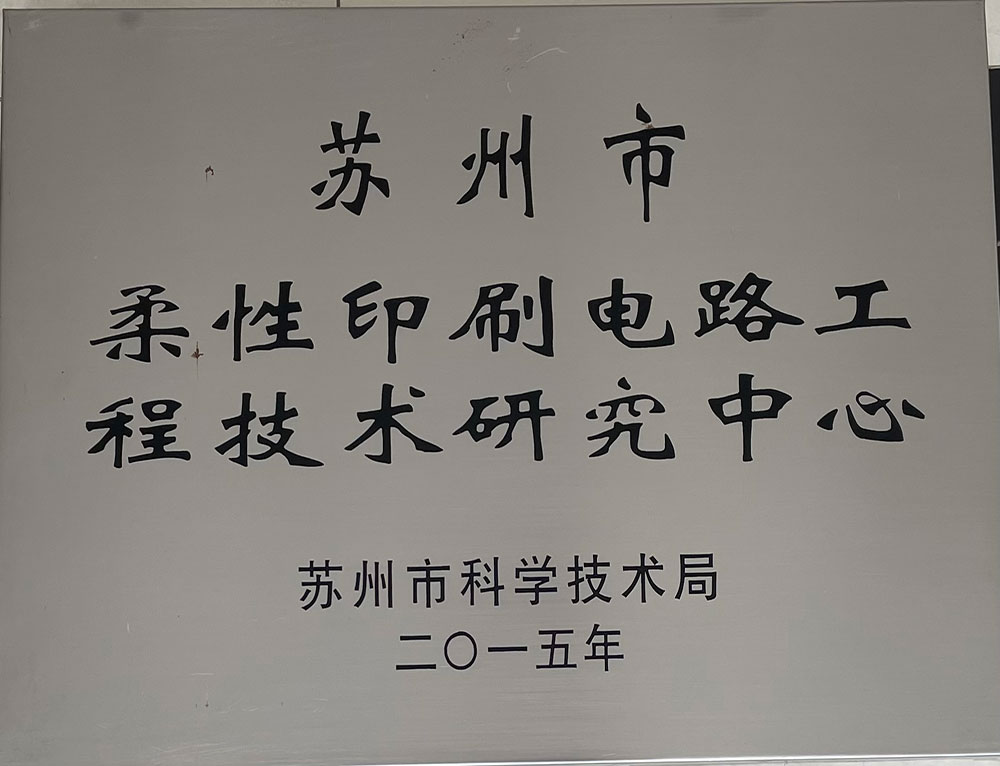 苏州市
柔性印刷电路工
程技术研究中心
苏州市科学技术局
二〇一五年